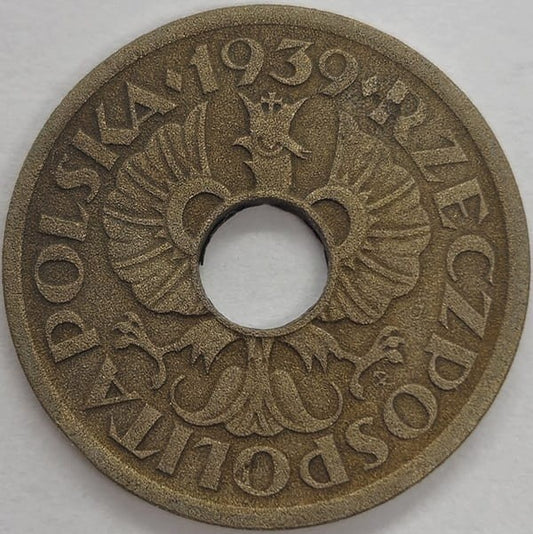 1939 • RZECZPOSPOLITA POLSKA •